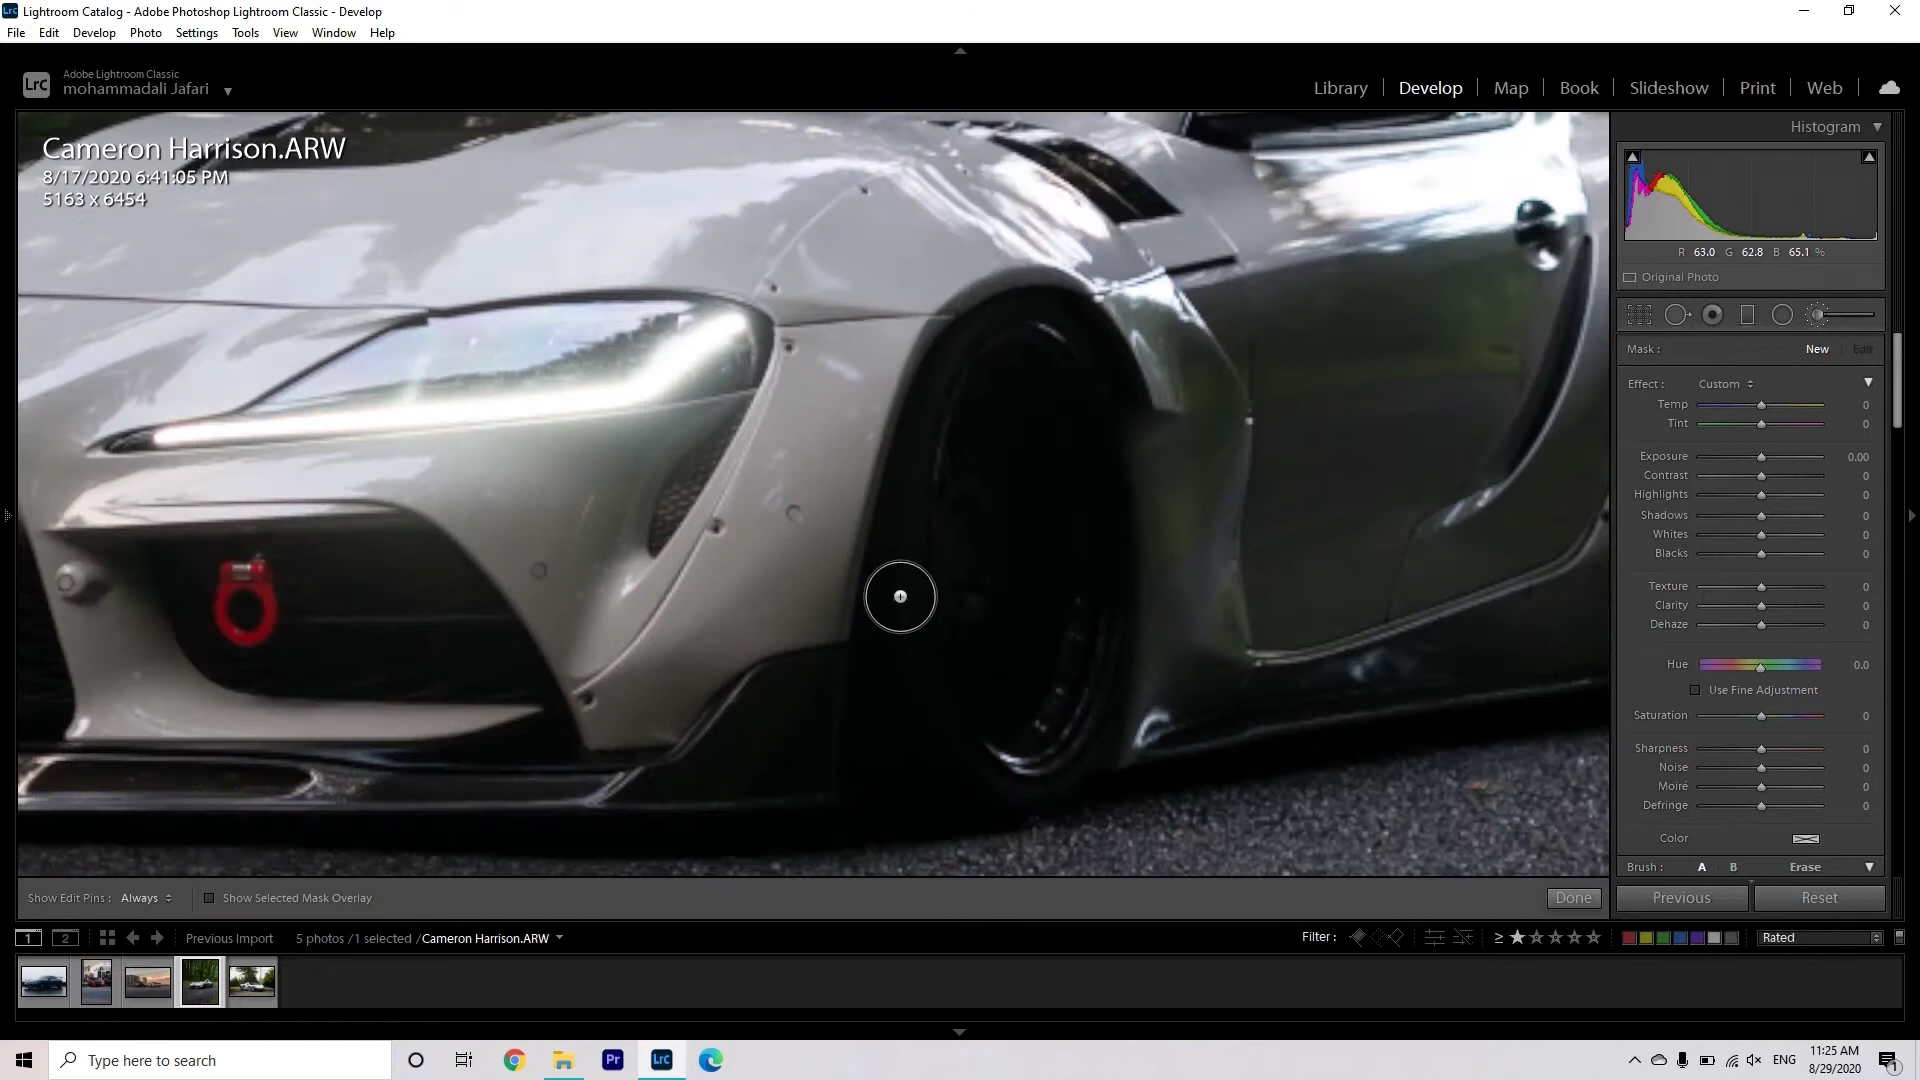 Lrc Lightroom Catalog - Adobe Photoshop Lightroom Classic - Develop
File Edit Develop Photo Settings Tools View Window Help
Lrc Adobe Lightroom Classic
mohammadali Jafari
Library Develop Map Book Slideshow Print Web
Cameron Harrison.ARW
8/17/2020 6:41:05 PM
5163 x 6454
Histogram
R 63.0 G 62.8 B 65.1 %
Original Photo
Mask : New Edit
Effect : Custom
Temp 0
Tint 0
Exposure 0.00
Contrast 0
Highlights 0
Shadows 0
Whites 0
Blacks 0
Texture 0
Clarity 0
Dehaze 0
Hue 0.0
Use Fine Adjustment
Saturation 0
Sharpness 0
Noise 0
Moiré 0
Defringe 0
Color
Brush : A B Erase
Show Edit Pins : Always Show Selected Mask Overlay Done Previous Reset
1 2 Previous Import 5 photos /1 selected /Cameron Harrison.ARW Filter : ≥ Rated
Type here to search Pr Lrc ENG 11:25 AM
8/29/2020 1